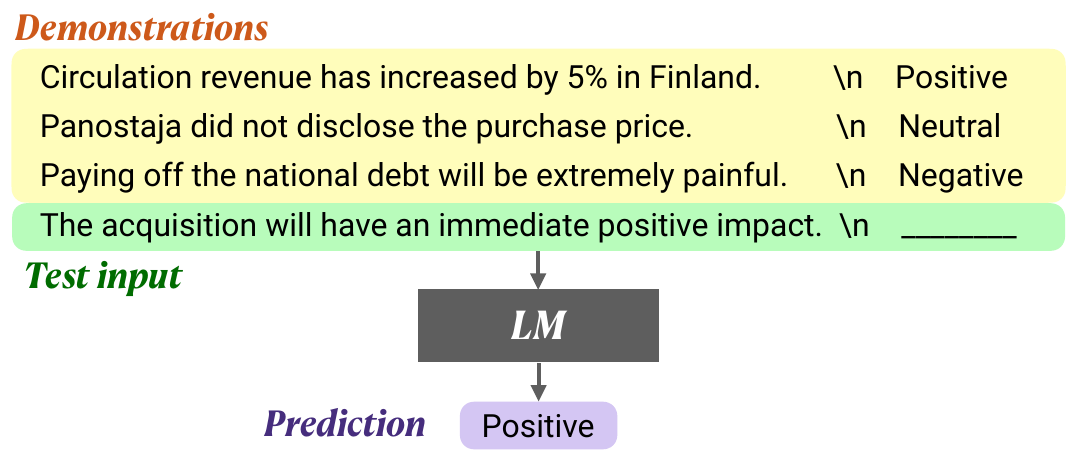 Demonstrations
Circulation revenue has increased by 5% in Finland. \n Positive
Panostaja did not disclose the purchase price. \n Neutral
Paying off the national debt will be extremely painful. \n Negative
The acquisition will have an immediate positive impact. \n ________
Test input
LM
Prediction Positive